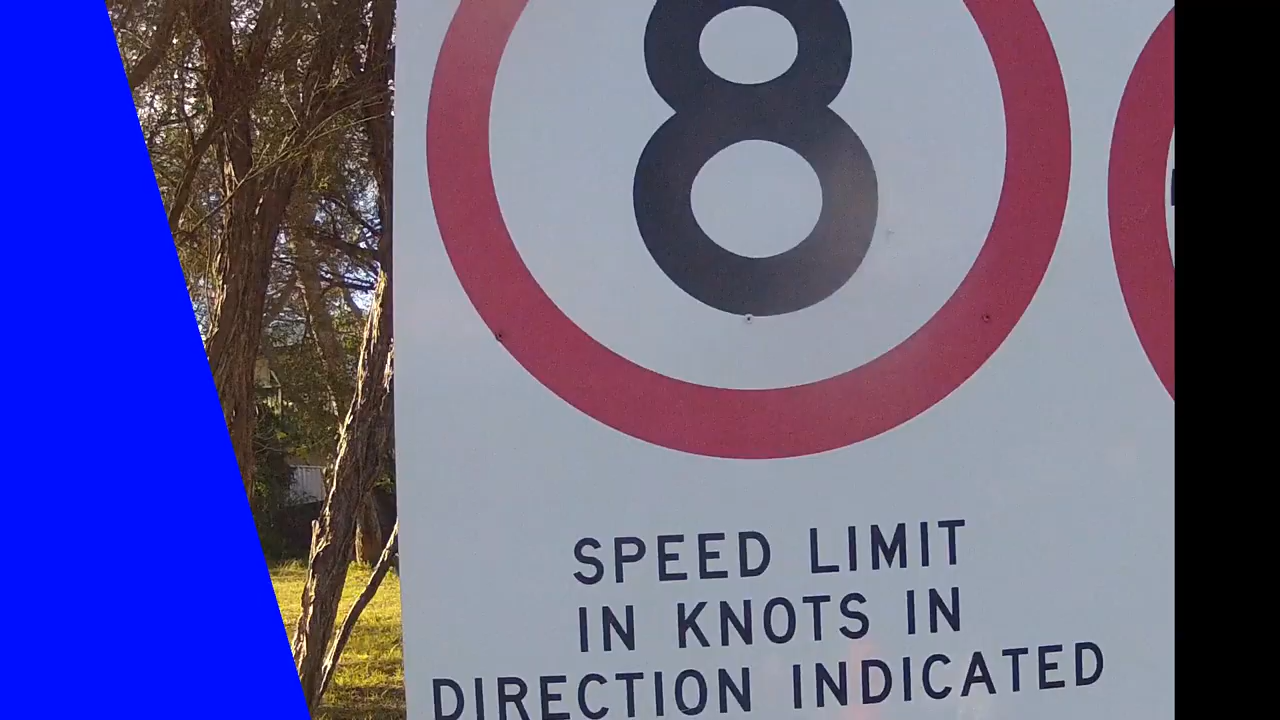 8
SPEED LIMIT
IN KNOTS IN
DIRECTION INDICATED